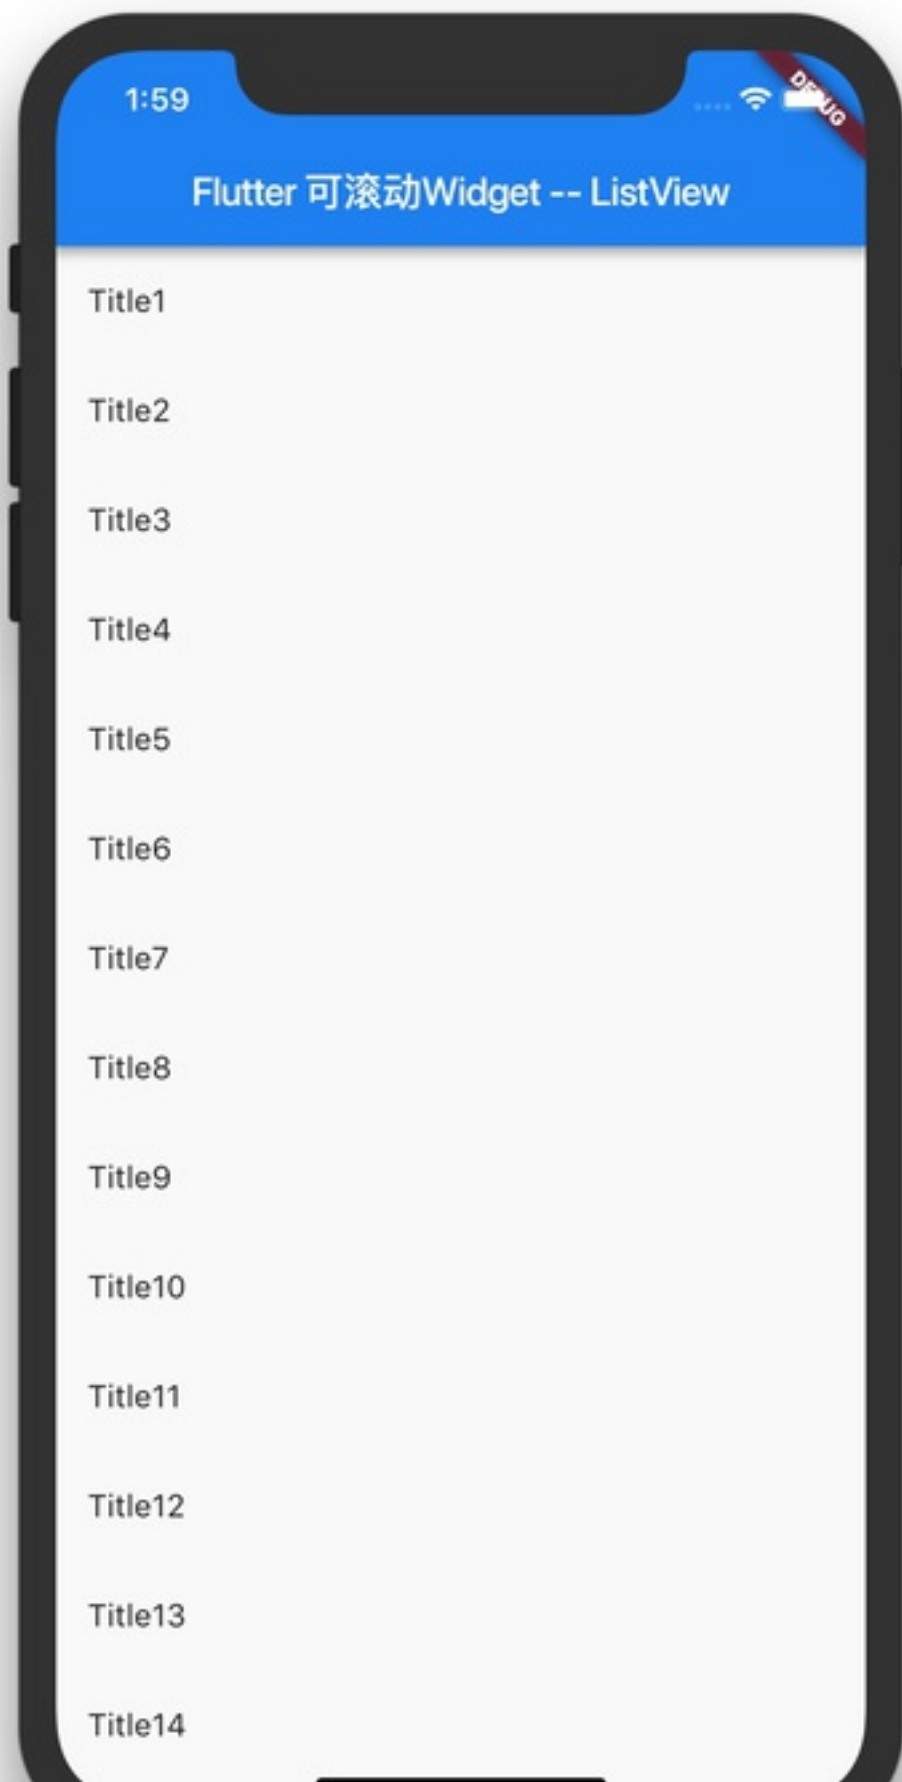 1:59
DEBUG
Flutter 可滚动Widget -- ListView
Title1
Title2
Title3
Title4
Title5
Title6
Title7
Title8
Title9
Title10
Title11
Title12
Title13
Title14